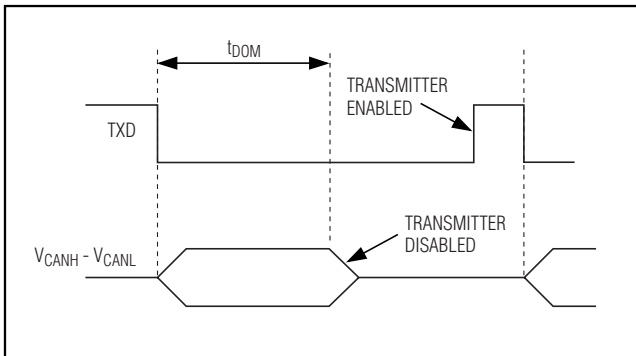 tDOM
TRANSMITTER
ENABLED
TXD
TRANSMITTER
DISABLED
VCANH - VCANL